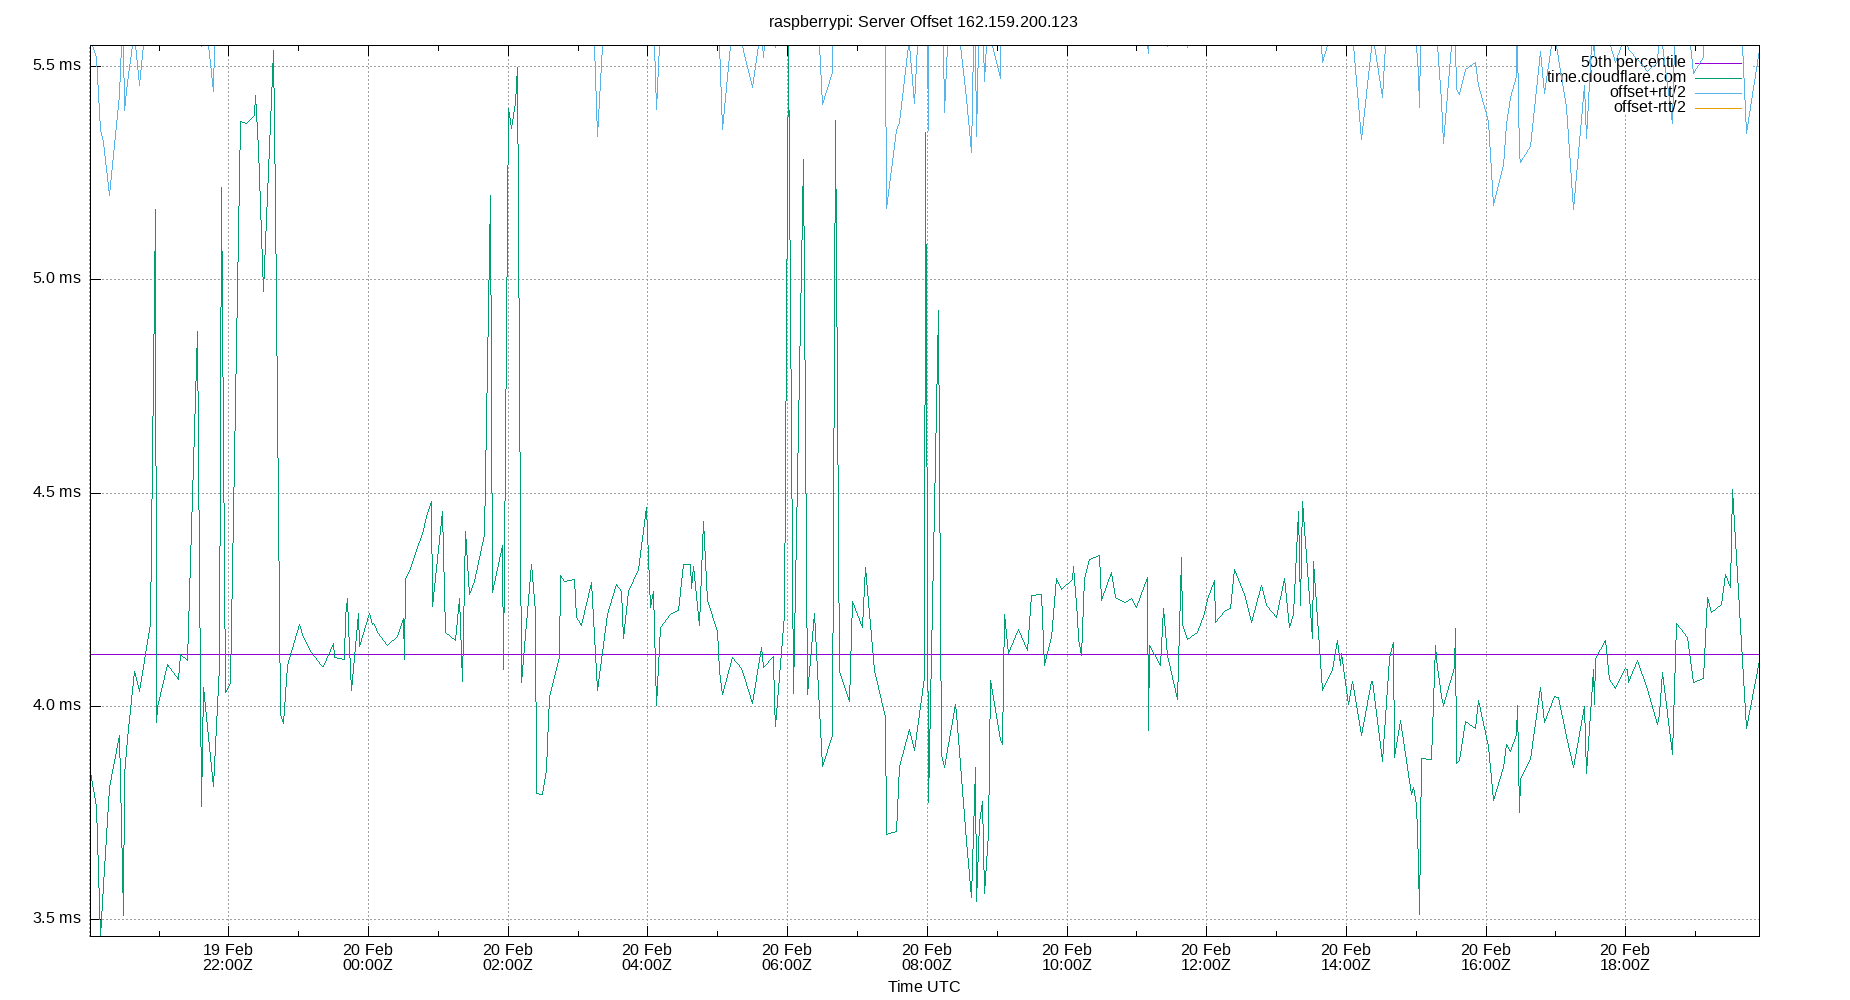 raspberrypi: Server Offset 162.159.200.123
5.5 ms
5.0 ms
4.5 ms
4.0 ms
3.5 ms
50th percentile
time.cloudflare.com
offset+rtt/2
offset-rtt/2
19 Feb
22:00Z
20 Feb
00:00Z
20 Feb
02:00Z
20 Feb
04:00Z
20 Feb
06:00Z
20 Feb
08:00Z
20 Feb
10:00Z
20 Feb
12:00Z
20 Feb
14:00Z
20 Feb
16:00Z
20 Feb
18:00Z
Time UTC